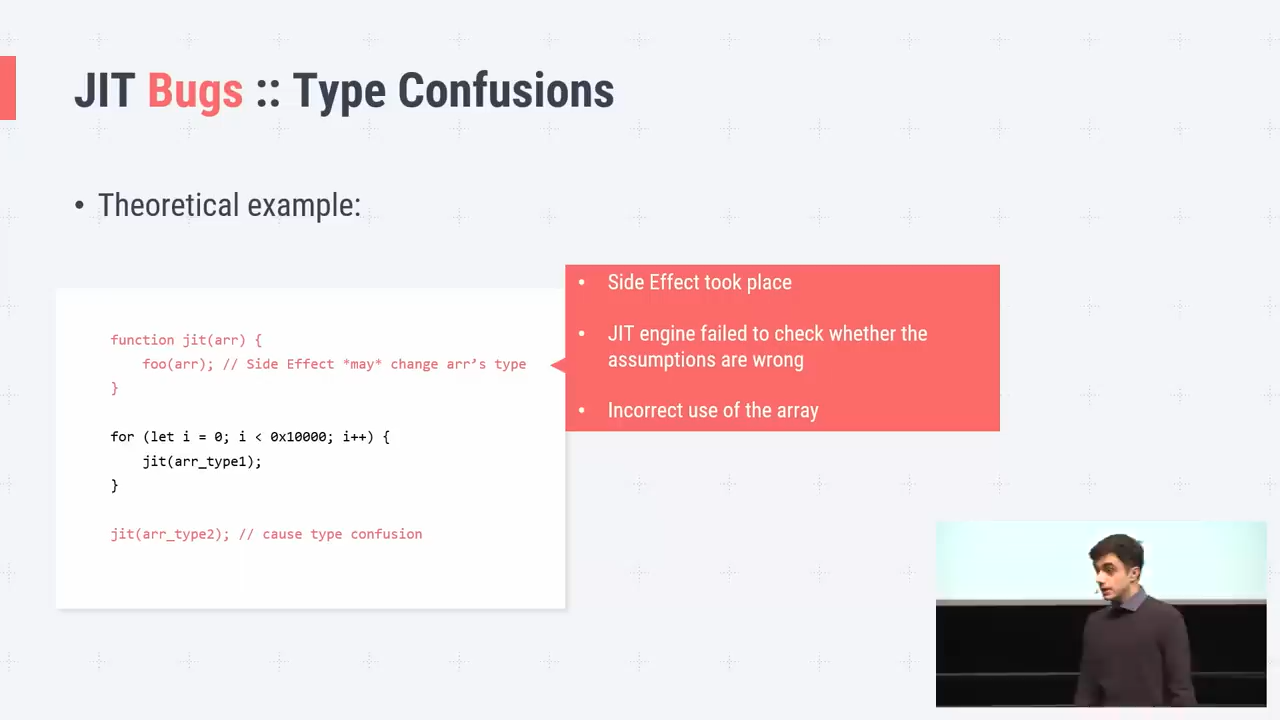 JIT Bugs :: Type Confusions
• Theoretical example:
function jit(arr) {
foo(arr); // Side Effect *may* change arr’s type
}
for (let i = 0; i < 0x10000; i++) {
jit(arr_type1);
}
jit(arr_type2); // cause type confusion
• Side Effect took place
• JIT engine failed to check whether the
assumptions are wrong
• Incorrect use of the array